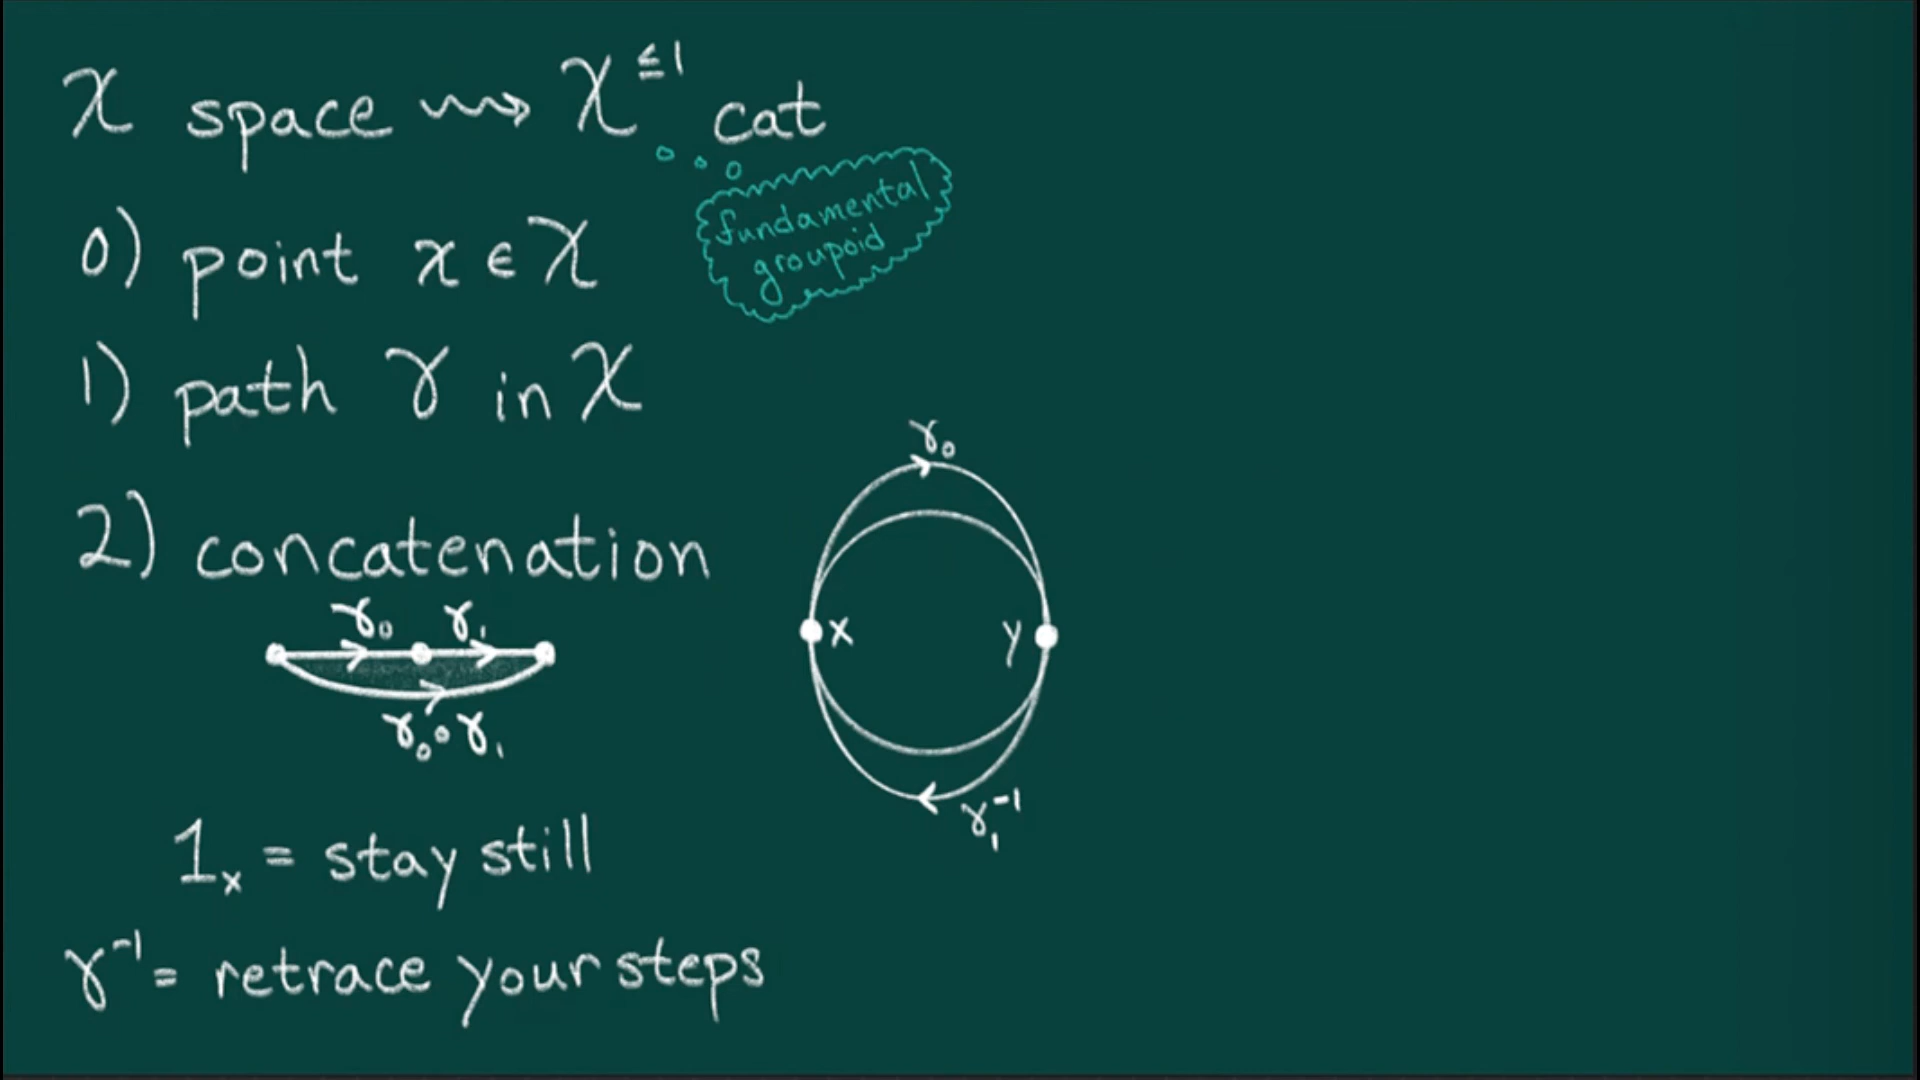 X space ⇝ X^≤1 cat
fundamental
groupoid
0) point x ∈ X
1) path γ in X
2) concatenation
γ₀ γ₁
γ₀∘γ₁
1ₓ = stay still
γ⁻¹ = retrace your steps
γ₀
x y
γ₁⁻¹